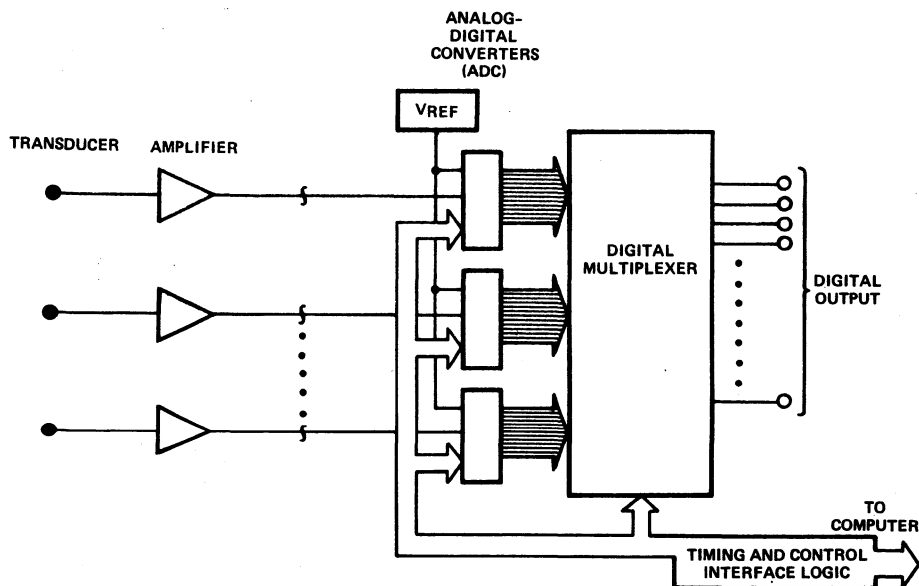 ANALOG-
DIGITAL
CONVERTERS
(ADC)
VREF
TRANSDUCER
AMPLIFIER
DIGITAL
MULTIPLEXER
DIGITAL
OUTPUT
TO
COMPUTER
TIMING AND CONTROL
INTERFACE LOGIC